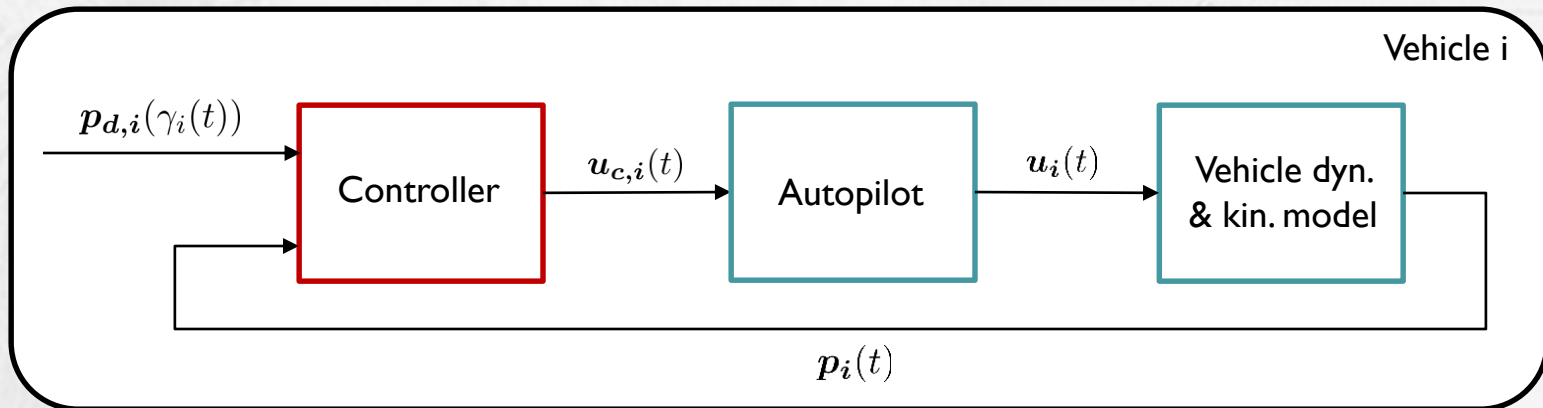 Vehicle i
p_{d,i}(γ_i(t))
Controller
u_{c,i}(t)
Autopilot
u_i(t)
Vehicle dyn.
& kin. model
p_i(t)